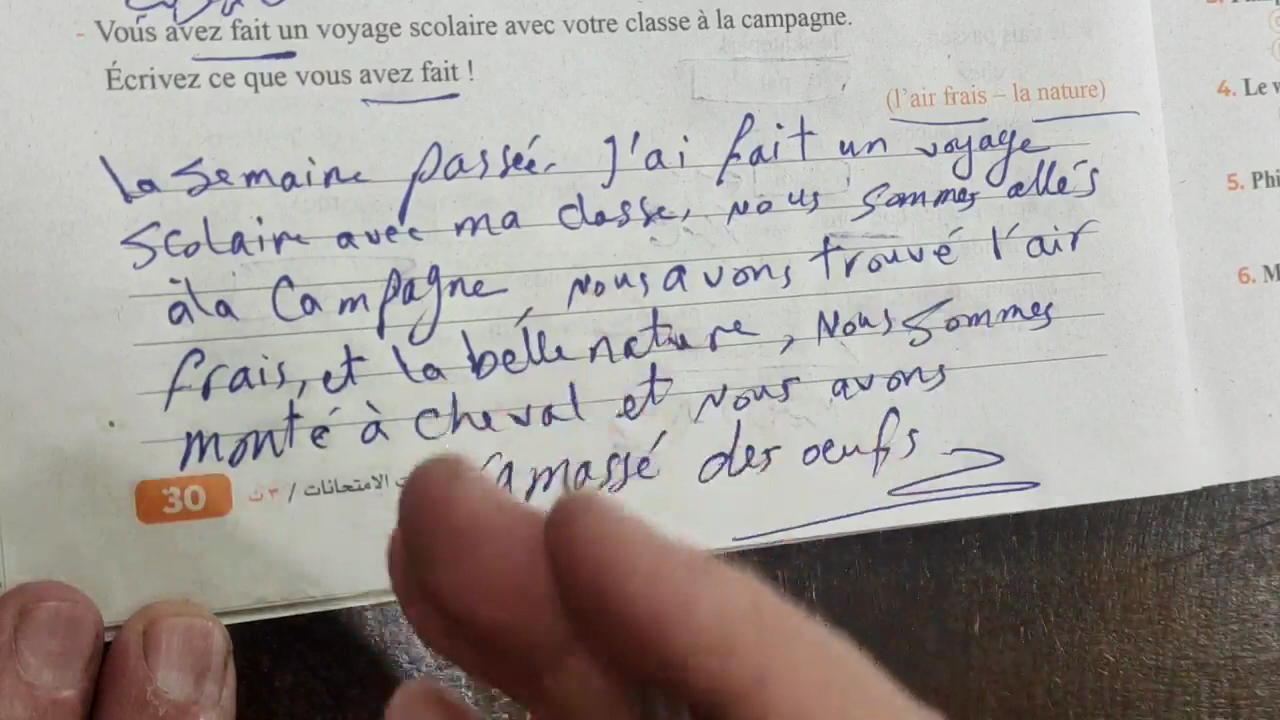 - Vous avez fait un voyage scolaire avec votre classe à la campagne.
Écrivez ce que vous avez fait !
(l'air frais – la nature)
La Semaine passée. J'ai fait un voyage
Scolaire avec ma classe, Nous sommes allés
à la Campagne, Nous avons trouvé l'air
frais, et la belle nature, Nous Sommes
monté à cheval et Nous avons
ramassé des oeufs
30
الامتحانات / ٣ ث
4. Le
5. Phi
6. M